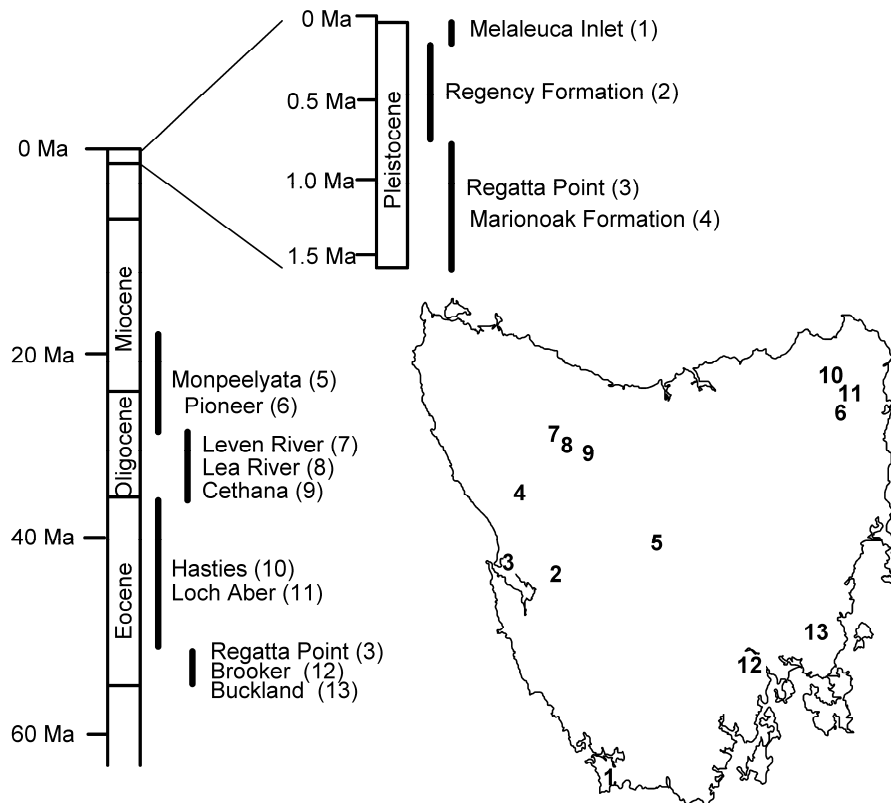 0 Ma
0.5 Ma
1.0 Ma
1.5 Ma
Pleistocene
Melaleuca Inlet (1)
Regency Formation (2)
Regatta Point (3)
Marionoak Formation (4)
0 Ma
20 Ma
40 Ma
60 Ma
Miocene
Oligocene
Eocene
Monpeelyata (5)
Pioneer (6)
Leven River (7)
Lea River (8)
Cethana (9)
Hasties (10)
Loch Aber (11)
Regatta Point (3)
Brooker (12)
Buckland (13)
10
11
6
7
8
9
4
5
3
2
13
12
1